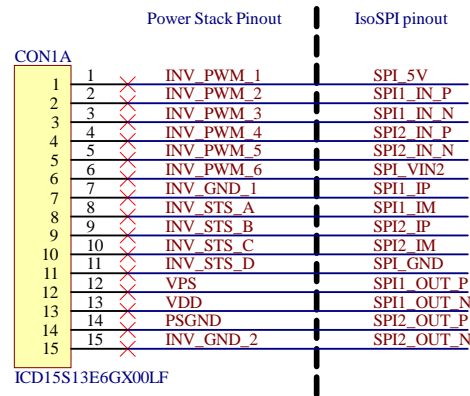 Power Stack Pinout IsoSPI pinout
CON1A
1 1 INV_PWM_1 SPI_5V
2 2 INV_PWM_2 SPI1_IN_P
3 3 INV_PWM_3 SPI1_IN_N
4 4 INV_PWM_4 SPI2_IN_P
5 5 INV_PWM_5 SPI2_IN_N
6 6 INV_PWM_6 SPI_VIN2
7 7 INV_GND_1 SPI1_IP
8 8 INV_STS_A SPI1_IM
9 9 INV_STS_B SPI2_IP
10 10 INV_STS_C SPI2_IM
11 11 INV_STS_D SPI_GND
12 12 VPS SPI1_OUT_P
13 13 VDD SPI1_OUT_N
14 14 PSGND SPI2_OUT_P
15 15 INV_GND_2 SPI2_OUT_N
ICD15S13E6GX00LF